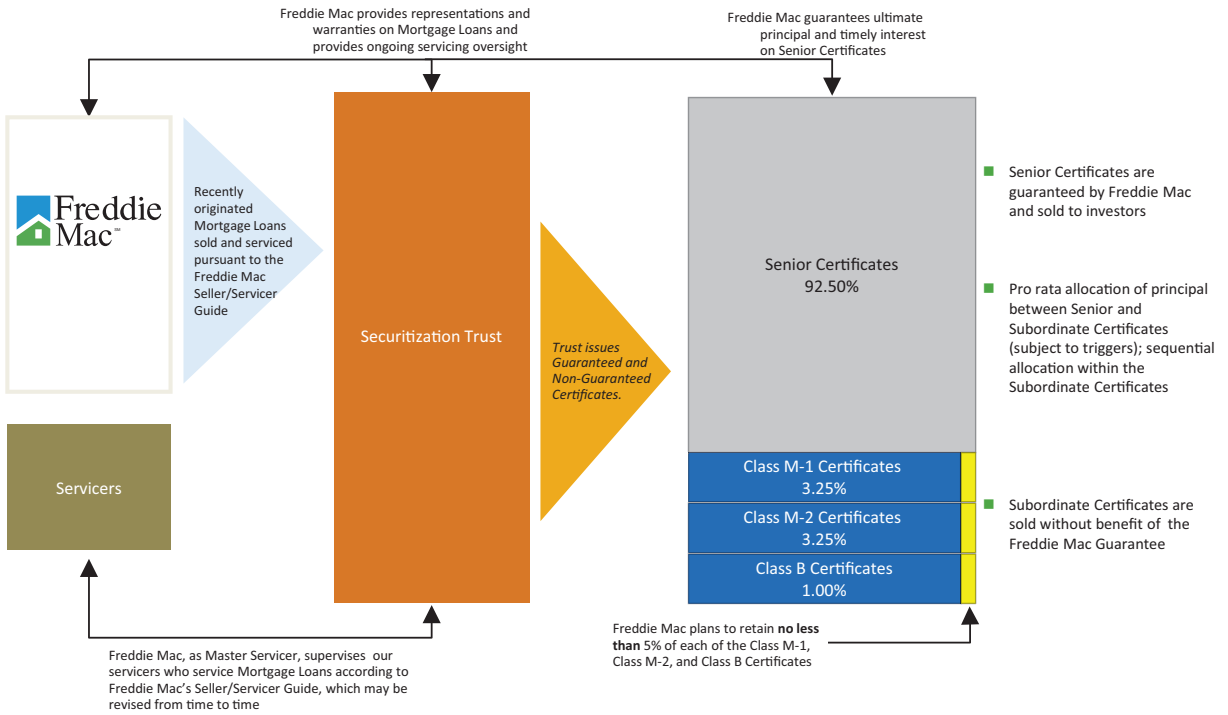 Freddie Mac provides representations and
warranties on Mortgage Loans and
provides ongoing servicing oversight
Freddie Mac guarantees ultimate
principal and timely interest
on Senior Certificates
Freddie
Mac
SM
Recently
originated
Mortgage Loans
sold and serviced
pursuant to the
Freddie Mac
Seller/Servicer
Guide
Servicers
Securitization Trust
Trust issues
Guaranteed and
Non-Guaranteed
Certificates.
Senior Certificates
92.50%
Class M-1 Certificates
3.25%
Class M-2 Certificates
3.25%
Class B Certificates
1.00%
Senior Certificates are
guaranteed by Freddie Mac
and sold to investors
Pro rata allocation of principal
between Senior and
Subordinate Certificates
(subject to triggers); sequential
allocation within the
Subordinate Certificates
Subordinate Certificates are
sold without benefit of the
Freddie Mac Guarantee
Freddie Mac plans to retain no less
than 5% of each of the Class M-1,
Class M-2, and Class B Certificates
Freddie Mac, as Master Servicer, supervises our
servicers who service Mortgage Loans according to
Freddie Mac's Seller/Servicer Guide, which may be
revised from time to time